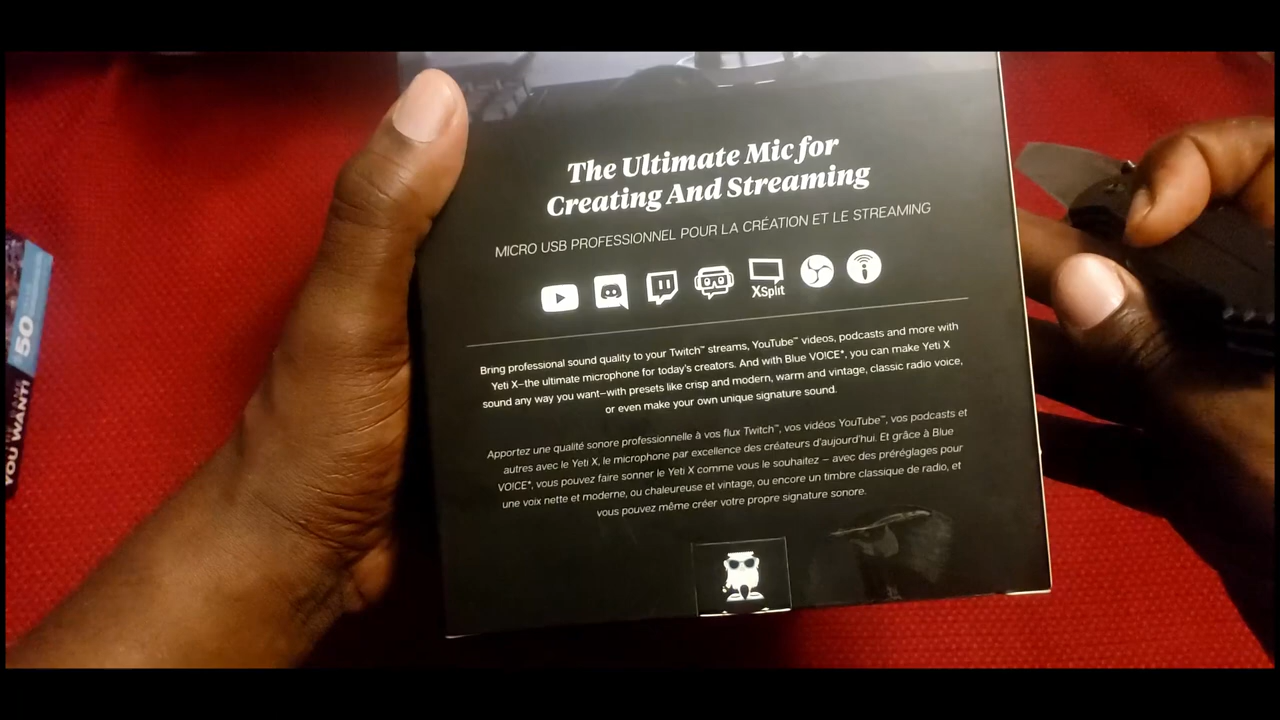 The Ultimate Mic for
Creating And Streaming
MICRO USB PROFESSIONNEL POUR LA CRÉATION ET LE STREAMING
XSplit
Bring professional sound quality to your Twitch™ streams, YouTube™ videos, podcasts and more with
Yeti X–the ultimate microphone for today's creators. And with Blue VO!CE*, you can make Yeti X
sound any way you want–with presets like crisp and modern, warm and vintage, classic radio voice,
or even make your own unique signature sound.
Apportez une qualité sonore professionnelle à vos flux Twitch™, vos vidéos YouTube™, vos podcasts et
autres avec le Yeti X, le microphone par excellence des créateurs d'aujourd'hui. Et grâce à Blue
VO!CE*, vous pouvez faire sonner le Yeti X comme vous le souhaitez – avec des préréglages pour
une voix nette et moderne, ou chaleureuse et vintage, ou encore un timbre classique de radio, et
vous pouvez même créer votre propre signature sonore.
50
YOU WANT!